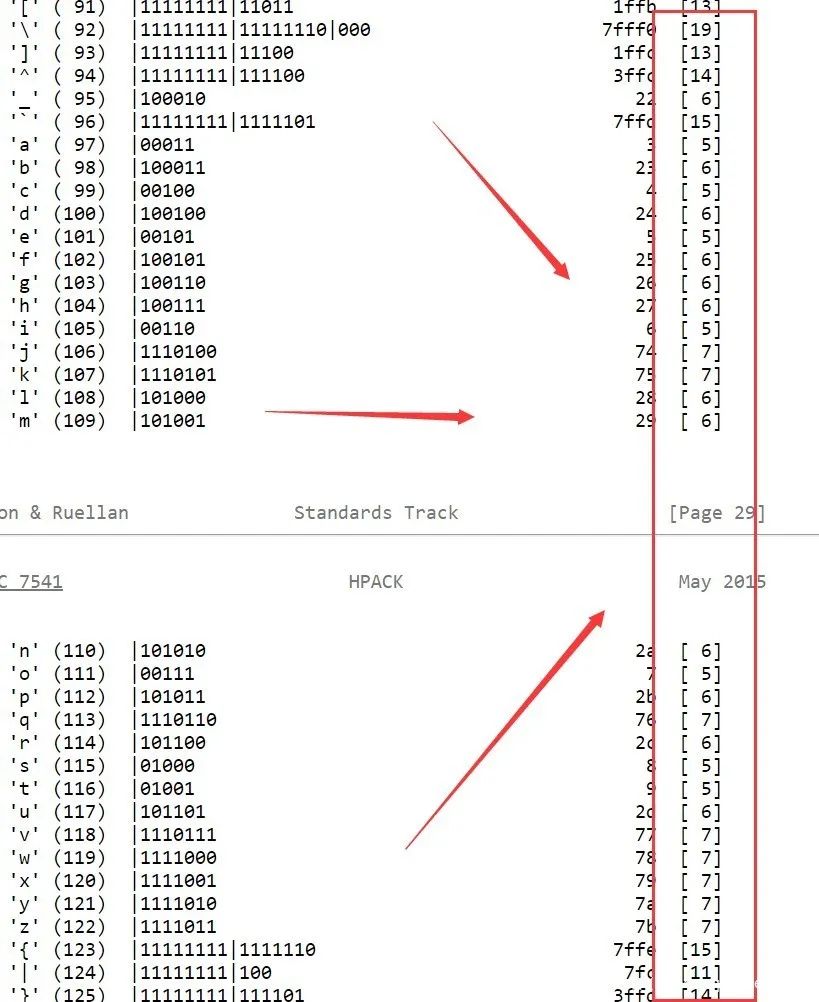 '[' ( 91) |11111111|11011 1ffb [13]
'\' ( 92) |11111111|11111110|000 7fff0 [19]
']' ( 93) |11111111|11100 1ffc [13]
'^' ( 94) |11111111|111100 3ffc [14]
'_' ( 95) |100010 22 [ 6]
'`' ( 96) |11111111|1111101 7ffd [15]
'a' ( 97) |00011 3 [ 5]
'b' ( 98) |100011 23 [ 6]
'c' ( 99) |00100 4 [ 5]
'd' (100) |100100 24 [ 6]
'e' (101) |00101 5 [ 5]
'f' (102) |100101 25 [ 6]
'g' (103) |100110 26 [ 6]
'h' (104) |100111 27 [ 6]
'i' (105) |00110 6 [ 5]
'j' (106) |1110100 74 [ 7]
'k' (107) |1110101 75 [ 7]
'l' (108) |101000 28 [ 6]
'm' (109) |101001 29 [ 6]
on & Ruellan Standards Track [Page 29]
C 7541 HPACK May 2015
'n' (110) |101010 2a [ 6]
'o' (111) |00111 7 [ 5]
'p' (112) |101011 2b [ 6]
'q' (113) |1110110 76 [ 7]
'r' (114) |101100 2c [ 6]
's' (115) |01000 8 [ 5]
't' (116) |01001 9 [ 5]
'u' (117) |101101 2d [ 6]
'v' (118) |1110111 77 [ 7]
'w' (119) |1111000 78 [ 7]
'x' (120) |1111001 79 [ 7]
'y' (121) |1111010 7a [ 7]
'z' (122) |1111011 7b [ 7]
'{' (123) |11111111|1111110 7ffe [15]
'|' (124) |11111111|100 7fc [11]
'}' (125) |11111111|111101 3ffd [14]